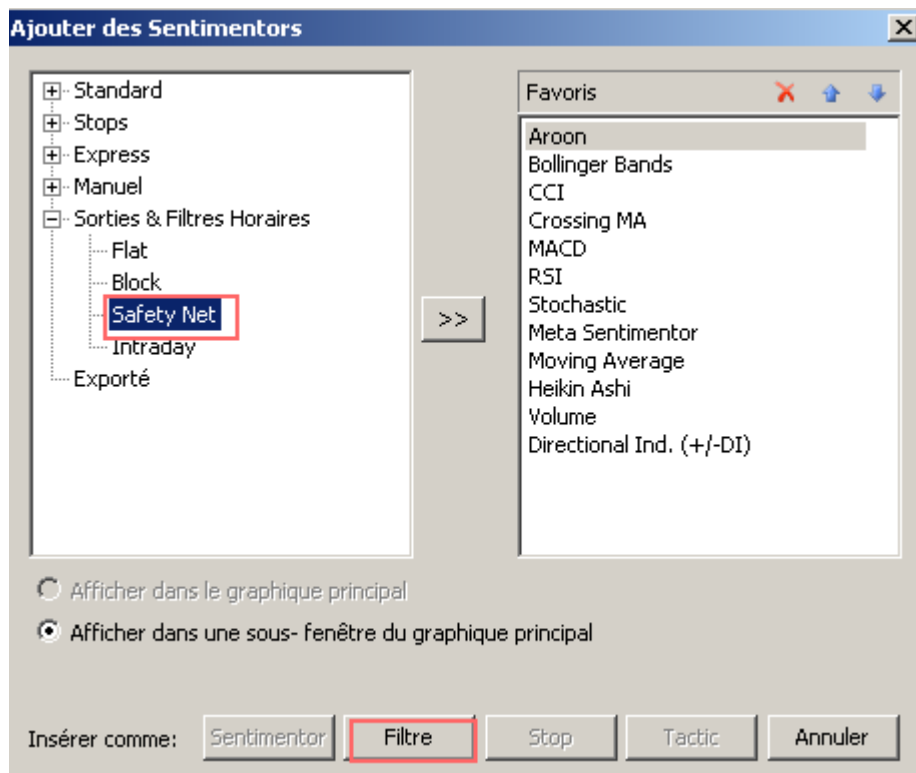 Ajouter des Sentimentors
Standard
Stops
Express
Manuel
Sorties & Filtres Horaires
Flat
Block
Safety Net
Intraday
Exporté
>>
Favoris
Aroon
Bollinger Bands
CCI
Crossing MA
MACD
RSI
Stochastic
Meta Sentimentor
Moving Average
Heikin Ashi
Volume
Directional Ind. (+/-DI)
Afficher dans le graphique principal
Afficher dans une sous- fenêtre du graphique principal
Insérer comme: Sentimentor Filtre Stop Tactic Annuler